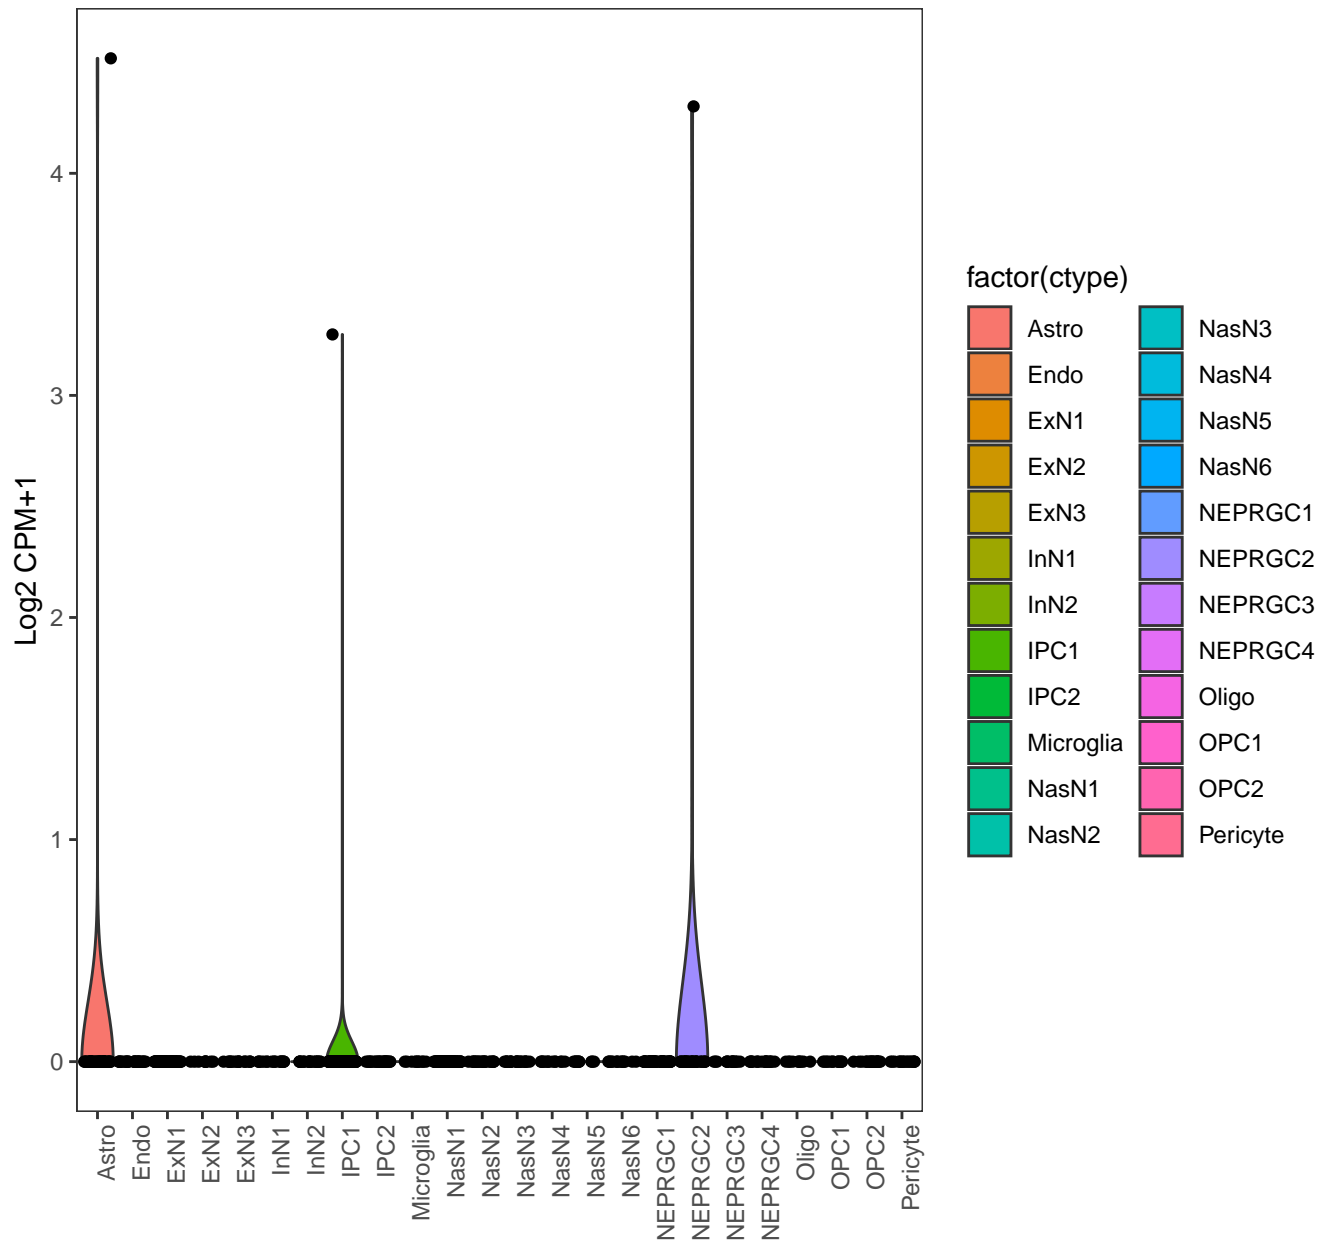 Log2 CPM+1
4
3
2
1
0
Astro
Endo
ExN1
ExN2
ExN3
InN1
InN2
IPC1
IPC2
Microglia
NasN1
NasN2
NasN3
NasN4
NasN5
NasN6
NEPRGC1
NEPRGC2
NEPRGC3
NEPRGC4
Oligo
OPC1
OPC2
Pericyte
factor(ctype)
Astro
Endo
ExN1
ExN2
ExN3
InN1
InN2
IPC1
IPC2
Microglia
NasN1
NasN2
NasN3
NasN4
NasN5
NasN6
NEPRGC1
NEPRGC2
NEPRGC3
NEPRGC4
Oligo
OPC1
OPC2
Pericyte